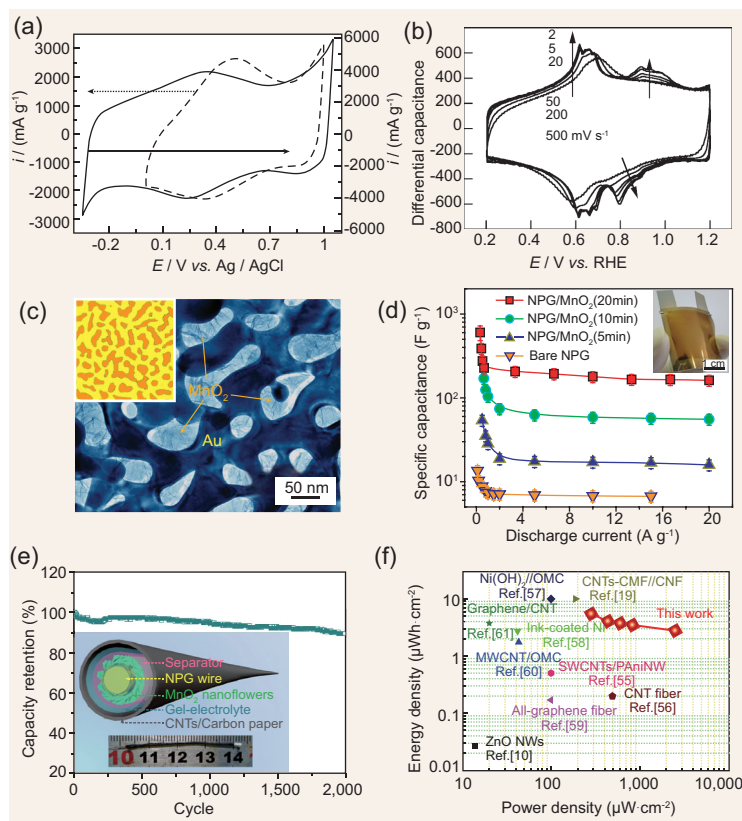 (a)
3000
2000
1000
0
-1000
-2000
-3000
i / (mA g⁻¹)
6000
4000
2000
0
-2000
-4000
-6000
i / (mA g⁻¹)
-0.2 0.1 0.4 0.7 1
E / V vs. Ag / AgCl
(b)
600
400
200
0
-200
-400
-600
-800
Differential capacitance
2
5
20
50
200
500 mV s⁻¹
0.2 0.4 0.6 0.8 1.0 1.2
E / V vs. RHE
(c)
MnO₂
Au
50 nm
(d)
NPG/MnO₂(20min)
NPG/MnO₂(10min)
NPG/MnO₂(5min)
Bare NPG
1 cm
10³
10²
10¹
Specific capacitance (F g⁻¹)
0 4 8 12 16 20
Discharge current (A g⁻¹)
(e)
120
100
80
60
40
20
Capacity retention (%)
Separator
NPG wire
MnO₂ nanoflowers
Gel-electrolyte
CNTs/Carbon paper
10 11 12 13 14
0 500 1,000 1,500 2,000
Cycle
(f)
100
10
1
0.1
0.01
Energy density (μWh·cm⁻²)
Ni(OH)₂//OMC
Ref.[57]
CNTs-CMF//CNF
Ref.[19]
Graphene/CNT
Ref.[61]
Ink-coated Ni
Ref.[58]
This work
MWCNT/OMC
Ref.[60]
SWCNTs/PAniNW
Ref.[55]
CNT fiber
Ref.[56]
All-graphene fiber
Ref.[59]
ZnO NWs
Ref.[10]
10 100 1000 10,000
Power density (μW·cm⁻²)